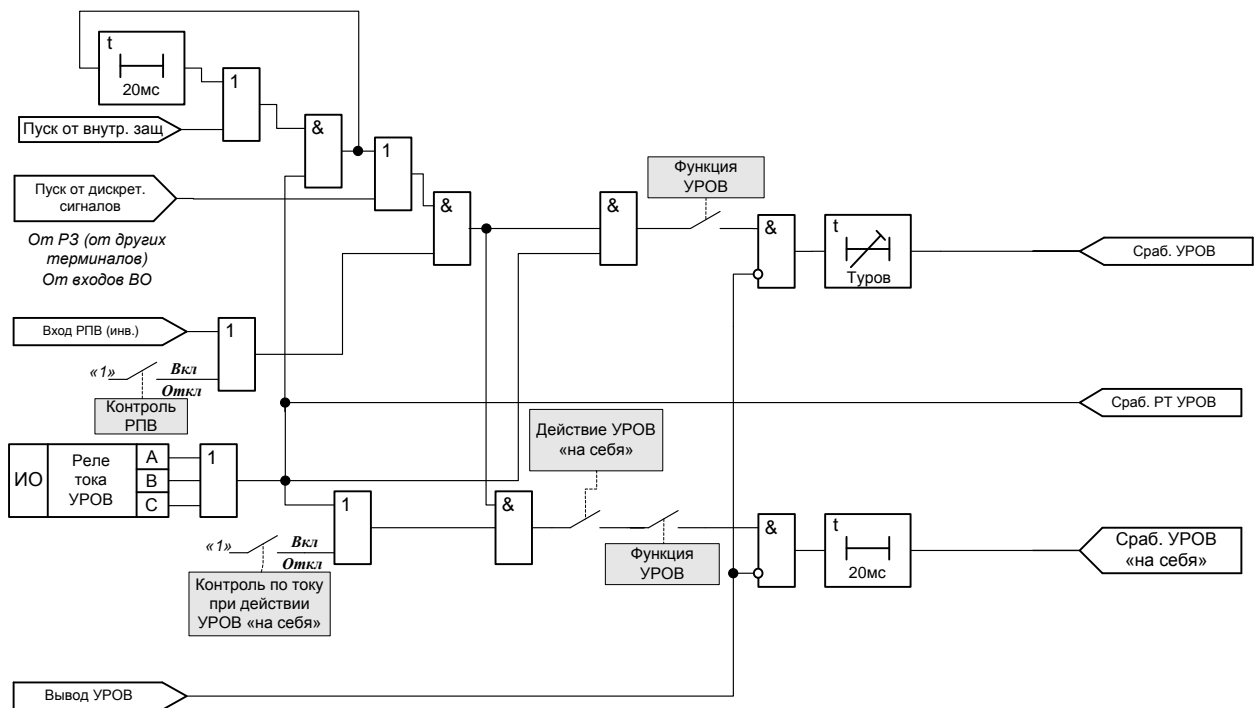 t
20мс
1
Пуск от внутр. защ
&
1
Пуск от дискрет.
сигналов
От РЗ (от других
терминалов)
От входов ВО
&
&
Функция
УРОВ
&
t
Tуров
Сраб. УРОВ
Вход РПВ (инв.)
1
«1»
Вкл
Откл
Контроль
РПВ
Сраб. РТ УРОВ
ИО
Реле
тока
УРОВ
A
B
C
1
Действие УРОВ
«на себя»
1
«1»
Вкл
Откл
Контроль по току
при действии
УРОВ «на себя»
&
Функция
УРОВ
&
t
20мс
Сраб. УРОВ
«на себя»
Вывод УРОВ